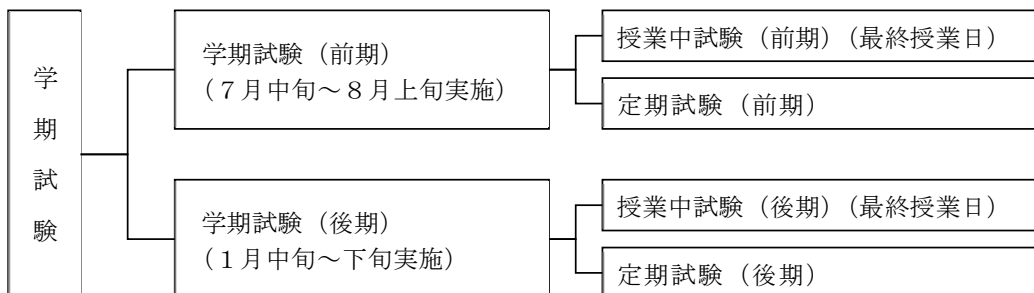 学期試験
学期試験（前期）
（７月中旬～８月上旬実施）
授業中試験（前期）（最終授業日）
定期試験（前期）
学期試験（後期）
（１月中旬～下旬実施）
授業中試験（後期）（最終授業日）
定期試験（後期）